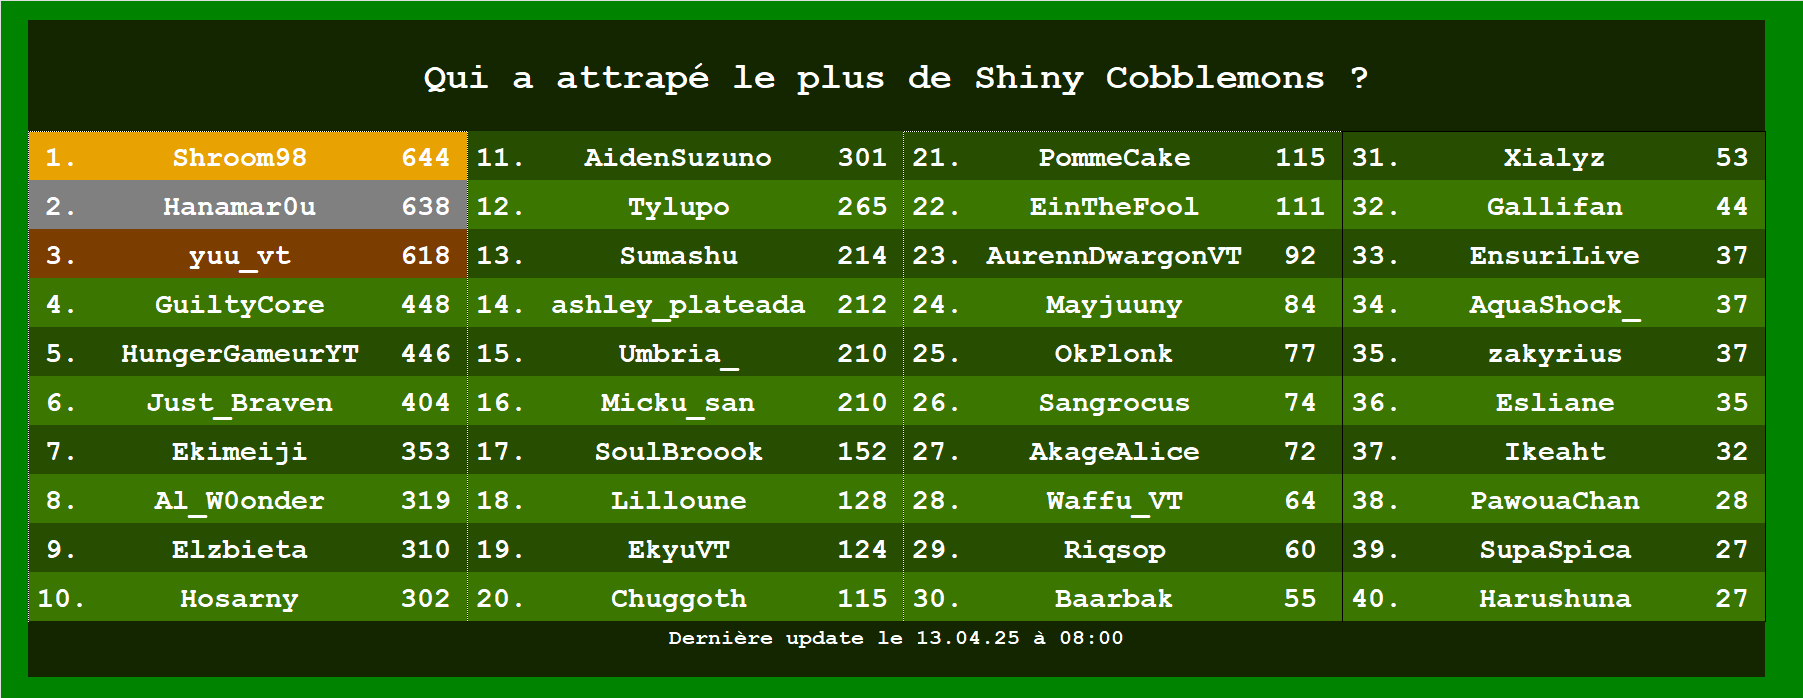 Qui a attrapé le plus de Shiny Cobblemons ?
1. Shroom98 644 11. AidenSuzuno 301 21. PommeCake 115 31. Xialyz 53
2. Hanamar0u 638 12. Tylupo 265 22. EinTheFool 111 32. Gallifan 44
3. yuu_vt 618 13. Sumashu 214 23. AurennDwargonVT 92 33. EnsuriLive 37
4. GuiltyCore 448 14. ashley_plateada 212 24. Mayjuuny 84 34. AquaShock_ 37
5. HungerGameurYT 446 15. Umbria_ 210 25. OkPlonk 77 35. zakyrius 37
6. Just_Braven 404 16. Micku_san 210 26. Sangrocus 74 36. Esliane 35
7. Ekimeiji 353 17. SoulBroook 152 27. AkageAlice 72 37. Ikeaht 32
8. Al_W0onder 319 18. Lilloune 128 28. Waffu_VT 64 38. PawouaChan 28
9. Elzbieta 310 19. EkyuVT 124 29. Riqsop 60 39. SupaSpica 27
10. Hosarny 302 20. Chuggoth 115 30. Baarbak 55 40. Harushuna 27
Dernière update le 13.04.25 à 08:00